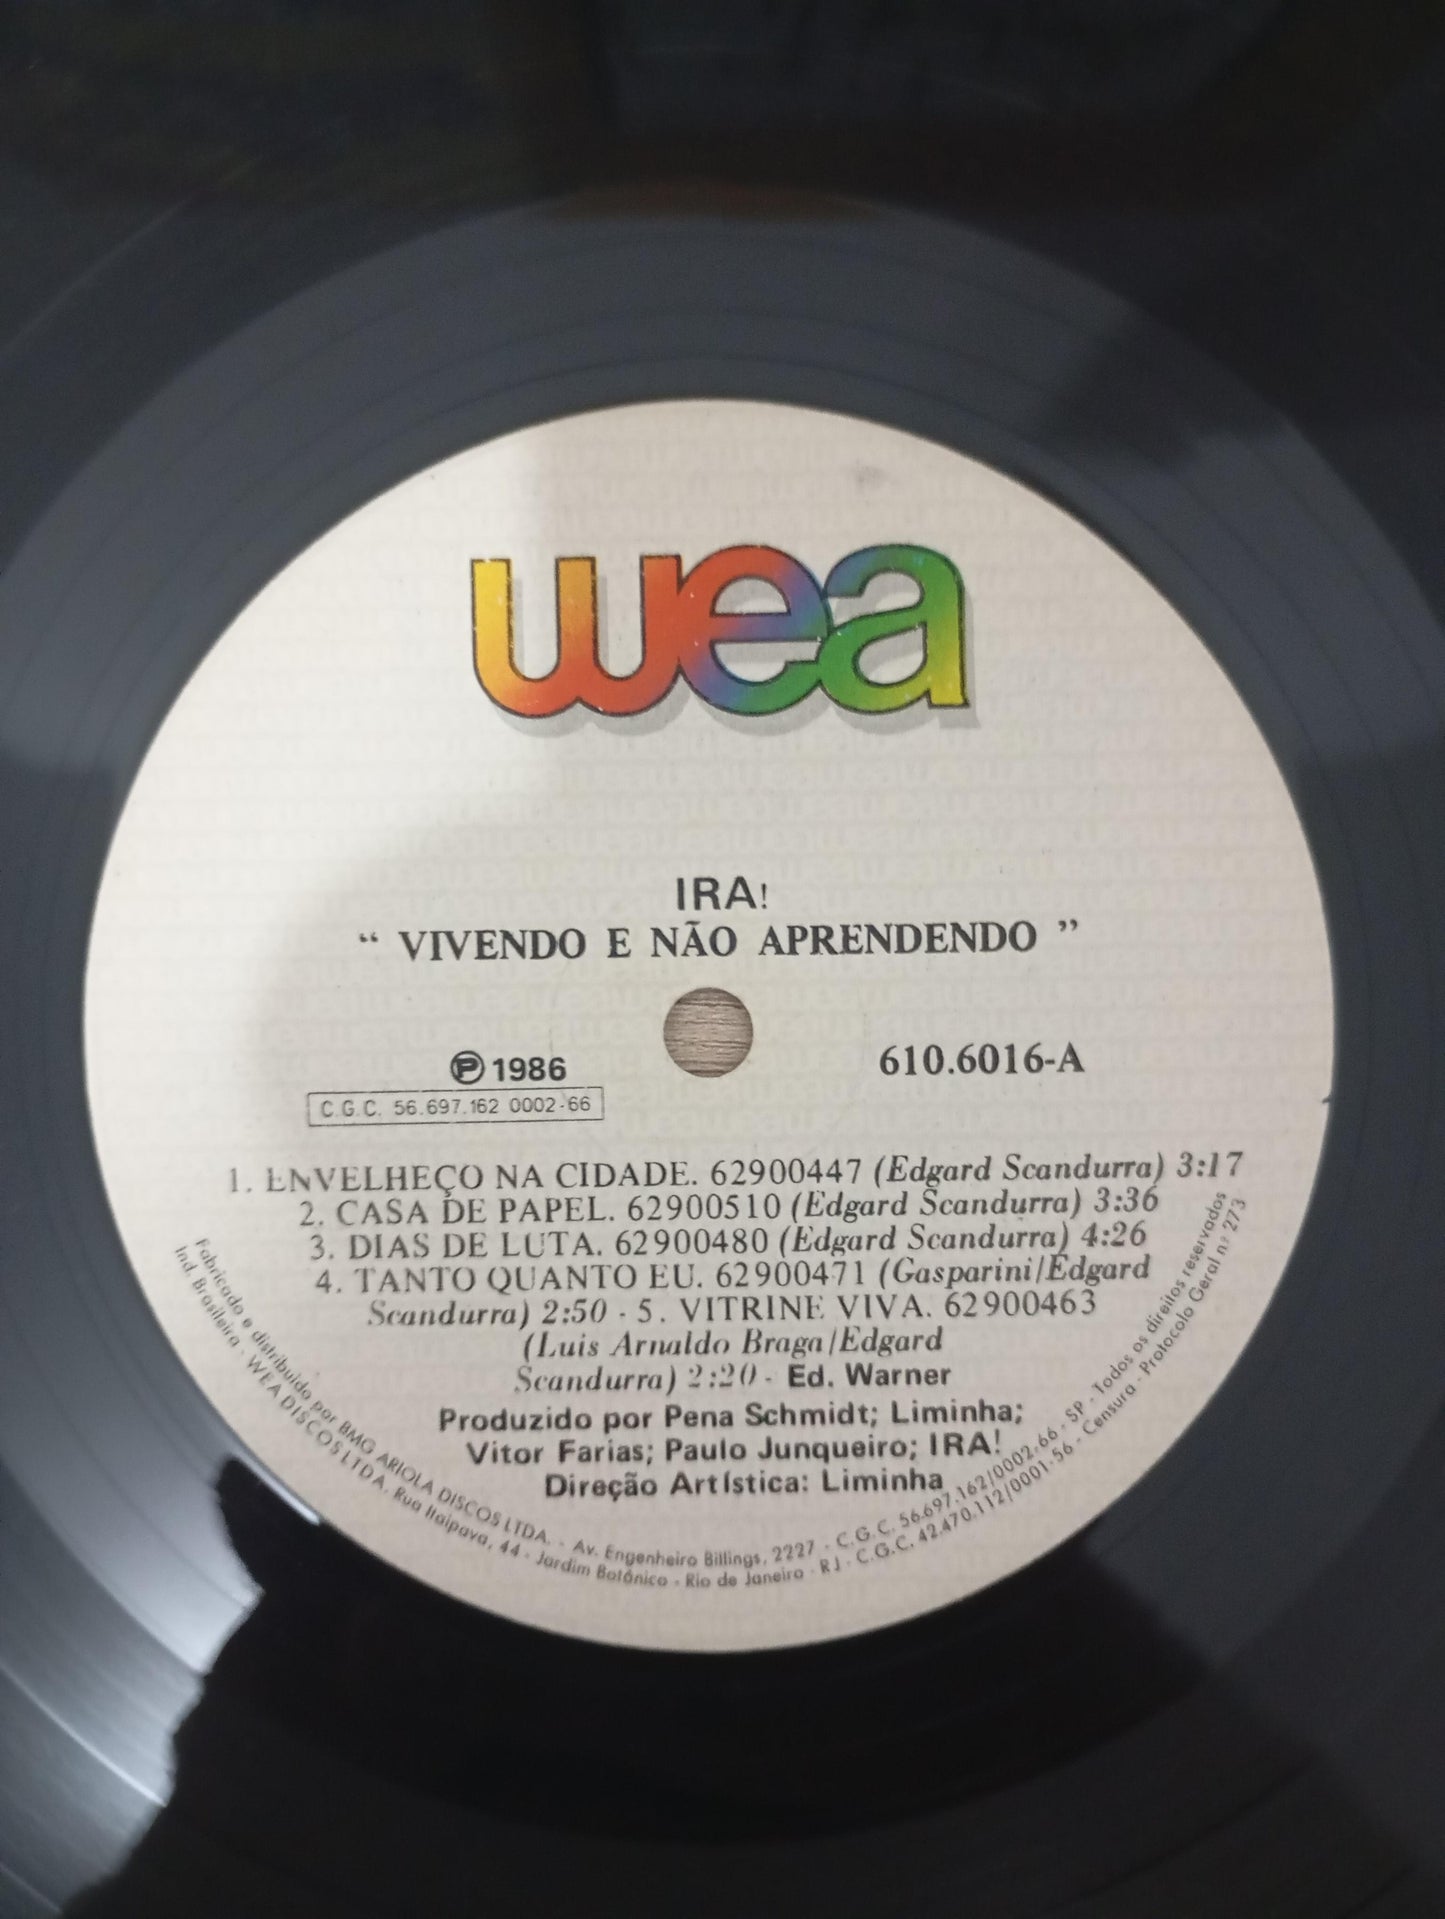 wea
IRA!
“ VIVENDO E NÃO APRENDENDO ”
Ⓟ 1986
610.6016-A
C.G.C. 56.697.162 0002-66
1. ENVELHEÇO NA CIDADE. 62900447 (Edgard Scandurra) 3:17
2. CASA DE PAPEL. 62900510 (Edgard Scandurra) 3:36
3. DIAS DE LUTA. 62900480 (Edgard Scandurra) 4:26
4. TANTO QUANTO EU. 62900471 (Gasparini/Edgard
Scandurra) 2:50 - 5. VITRINE VIVA. 62900463
(Luis Arnaldo Braga/Edgard
Scandurra) 2:20 - Ed. Warner
Produzido por Pena Schmidt; Liminha;
Vitor Farias; Paulo Junqueiro; IRA!
Direção Artística: Liminha
Fabricado e distribuído por BMG ARIOLA DISCOS LTDA. - Av. Engenheiro Billings, 2227 - C.G.C. 56.697.162/0002-66 - SP - Todos os direitos reservados
Ind. Brasileira - WEA DISCOS LTDA. Rua Itaipava, 44 - Jardim Botânico - Rio de Janeiro - RJ - C.G.C. 42.470.112/0001-56 - Censura - Protocolo Geral n.º 273